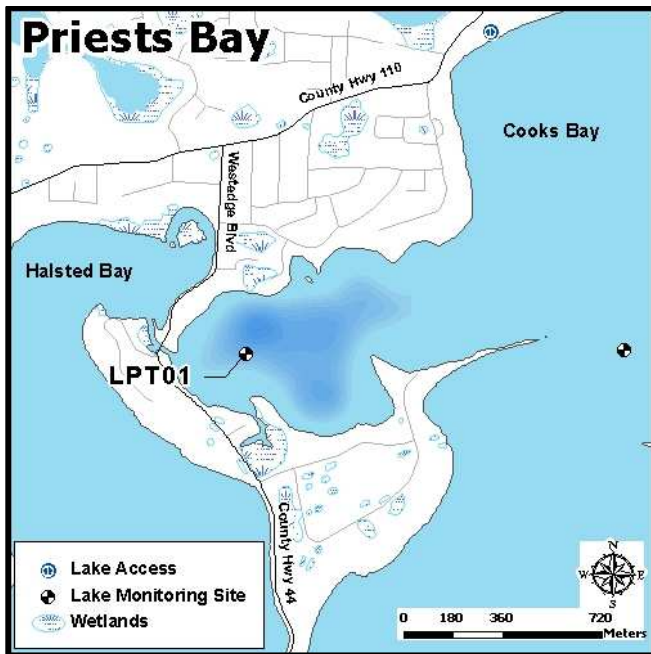 Priests Bay
County Hwy 110
Cooks Bay
Westedge Blvd
Halsted Bay
LPT01
County Hwy 44
Lake Access
Lake Monitoring Site
Wetlands
N
W E
S
0 180 360 720
Meters